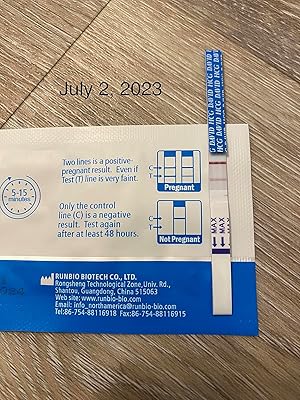 July 2, 2023
HCG DAVID HCG DAVID HCG DAVID
Two lines is a positive-
pregnant result. Even if
Test (T) line is very faint.
C
T
Pregnant
5-15
minutes
Only the control
line (C) is a negative
result. Test again
after at least 48 hours.
C
T
Not Pregnant
MAX
MAX
RUNBIO BIOTECH CO., LTD.
Rongsheng Technological Zone,Univ. Rd.,
Shantou, Guangdong, China 515063
Web site: www.runbio-bio.com
Email: info_northamerica@runbio-bio.com
Tel:86-754-88116918 Fax:86-754-88116915